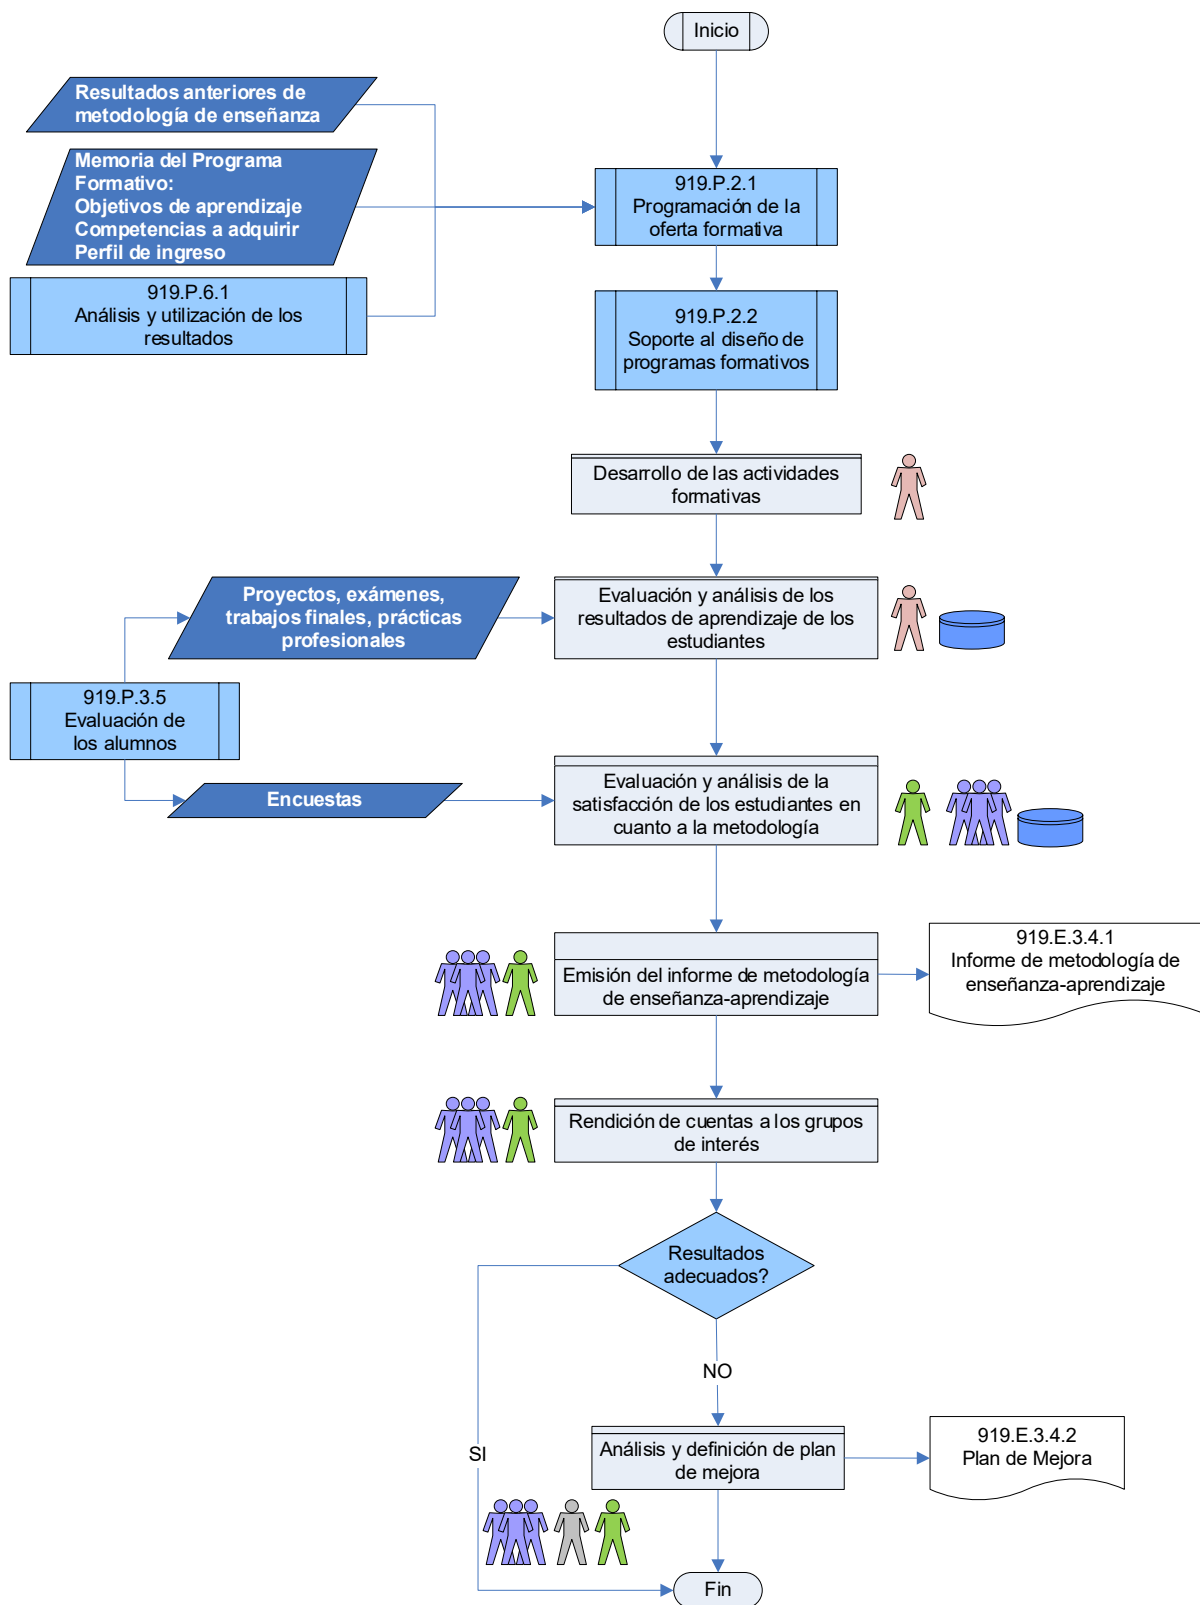 Inicio
Resultados anteriores de
metodología de enseñanza
Memoria del Programa
Formativo:
Objetivos de aprendizaje
Competencias a adquirir
Perfil de ingreso
919.P.2.1
Programación de la
oferta formativa
919.P.6.1
Análisis y utilización de los
resultados
919.P.2.2
Soporte al diseño de
programas formativos
Desarrollo de las actividades
formativas
Proyectos, exámenes,
trabajos finales, prácticas
profesionales
Evaluación y análisis de los
resultados de aprendizaje de los
estudiantes
919.P.3.5
Evaluación de
los alumnos
Encuestas
Evaluación y análisis de la
satisfacción de los estudiantes en
cuanto a la metodología
Emisión del informe de metodología
de enseñanza-aprendizaje
919.E.3.4.1
Informe de metodología de
enseñanza-aprendizaje
Rendición de cuentas a los grupos
de interés
Resultados
adecuados?
NO
SI
Análisis y definición de plan
de mejora
919.E.3.4.2
Plan de Mejora
Fin